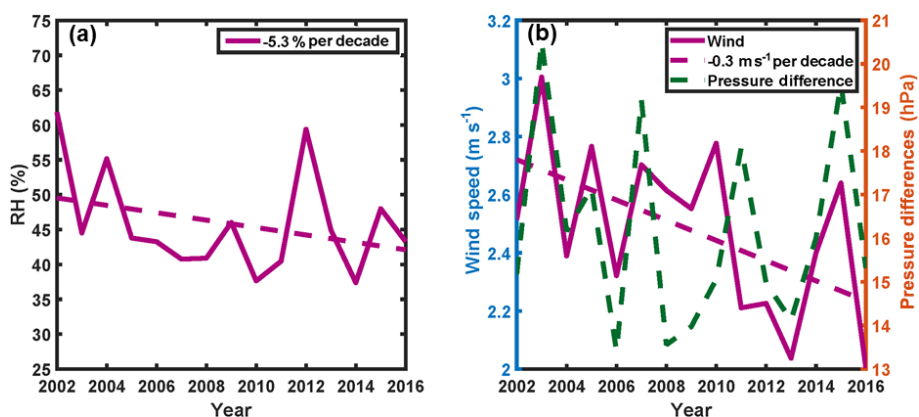 (a)
-5.3 % per decade
75
70
65
60
55
50
45
40
35
30
25
RH (%)
2002 2004 2006 2008 2010 2012 2014 2016
Year
(b)
Wind
-0.3 m s⁻¹ per decade
Pressure difference
3.2
3
2.8
2.6
2.4
2.2
2
Wind speed (m s⁻¹)
21
20
19
18
17
16
15
14
13
Pressure differences (hPa)
2002 2004 2006 2008 2010 2012 2014 2016
Year